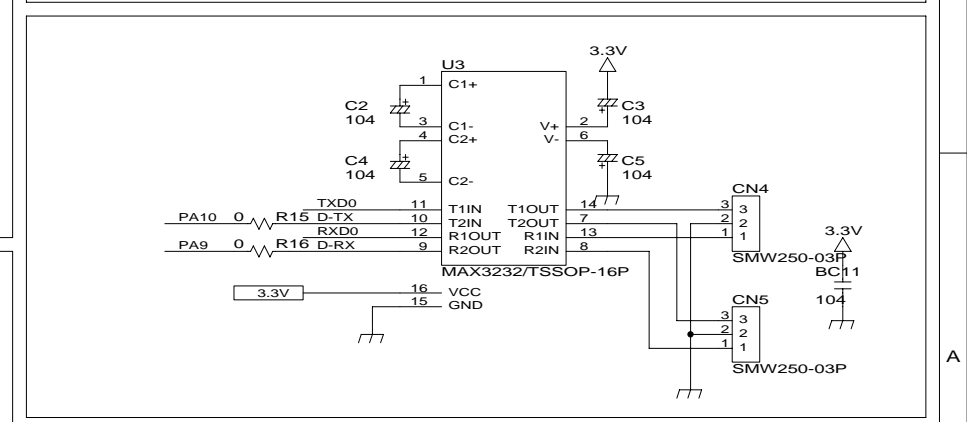 3.3V
U3
1 C1+
C2
104
C3
104
3 C1-
4 C2+
V+ 2
V- 6
C4
104
C5
104
5 C2-
CN4
TXD0 11 T1IN T1OUT 14 3 3
PA10 0 R15 D-TX 10 T2IN T2OUT 7 2 2
RXD0 12 R1OUT R1IN 13 1 1
PA9 0 R16 D-RX 9 R2OUT R2IN 8
3.3V
SMW250-03P
MAX3232/TSSOP-16P
BC11
104
3.3V 16 VCC
15 GND
CN5
3 3
2 2
1 1
SMW250-03P
A